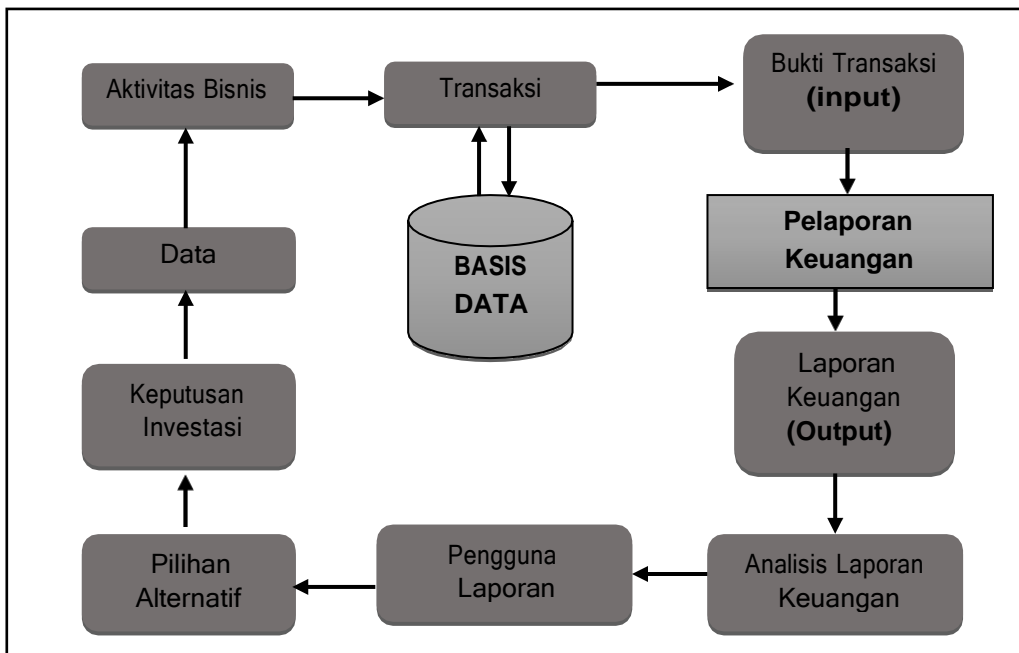 Aktivitas Bisnis
Transaksi
Bukti Transaksi
(input)
Pelaporan
Keuangan
BASIS
DATA
Data
Laporan
Keuangan
(Output)
Keputusan
Investasi
Pilihan
Alternatif
Pengguna
Laporan
Analisis Laporan
Keuangan